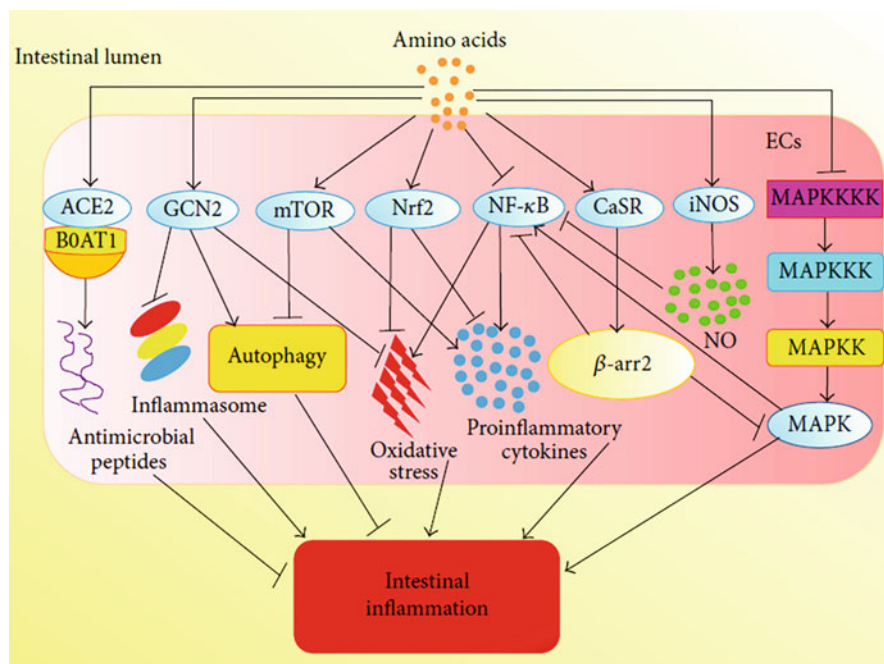 Amino acids
Intestinal lumen
ECs
ACE2
GCN2
mTOR
Nrf2
NF-κB
CaSR
iNOS
MAPKKKK
B0AT1
MAPKKK
NO
MAPKK
Autophagy
β-arr2
Inflammasome
MAPK
Antimicrobial
peptides
Oxidative
stress
Proinflammatory
cytokines
Intestinal
inflammation